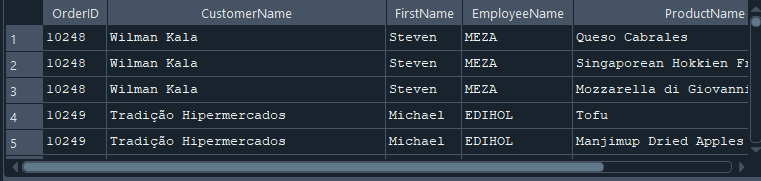 OrderID CustomerName FirstName EmployeeName ProductName
1 10248 Wilman Kala Steven MEZA Queso Cabrales
2 10248 Wilman Kala Steven MEZA Singaporean Hokkien Fr
3 10248 Wilman Kala Steven MEZA Mozzarella di Giovanni
4 10249 Tradição Hipermercados Michael EDIHOL Tofu
5 10249 Tradição Hipermercados Michael EDIHOL Manjimup Dried Apples